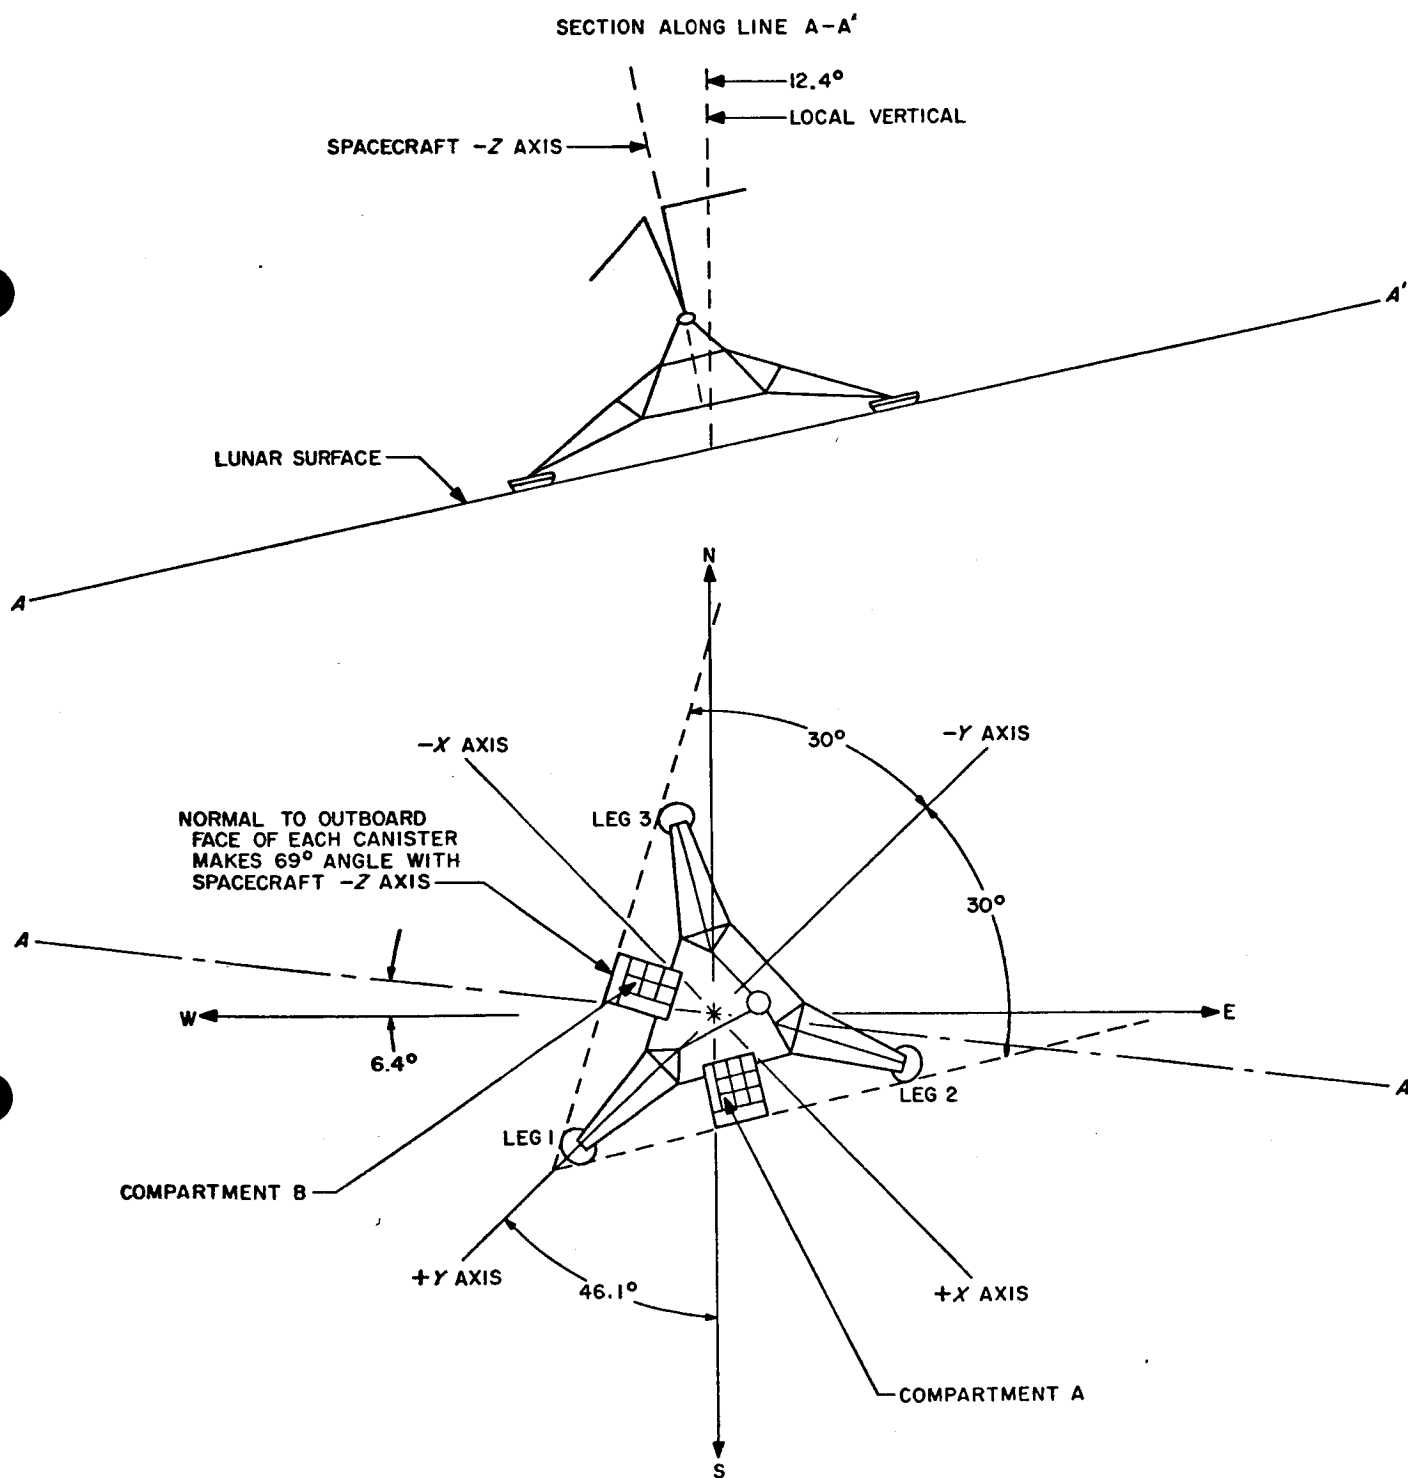 SECTION ALONG LINE A-A'
12.4°
LOCAL VERTICAL
SPACECRAFT -Z AXIS
A'
LUNAR SURFACE
A
N
-X AXIS
30°
-Y AXIS
NORMAL TO OUTBOARD
FACE OF EACH CANISTER
MAKES 69° ANGLE WITH
SPACECRAFT -Z AXIS
LEG 3
30°
A
W
E
6.4°
LEG 2
A
LEG 1
COMPARTMENT B
+Y AXIS
46.1°
+X AXIS
COMPARTMENT A
S